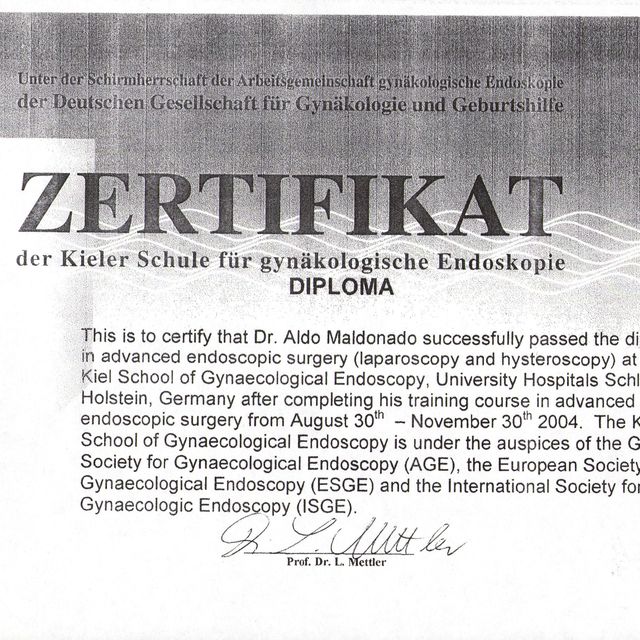 Unter der Schirmherrschaft der Arbeitsgemeinschaft gynäkologische Endoskopie
der Deutschen Gesellschaft für Gynäkologie und Geburtshilfe
ZERTIFIKAT
der Kieler Schule für gynäkologische Endoskopie
DIPLOMA
This is to certify that Dr. Aldo Maldonado successfully passed the di
in advanced endoscopic surgery (laparoscopy and hysteroscopy) at
Kiel School of Gynaecological Endoscopy, University Hospitals Schl
Holstein, Germany after completing his training course in advanced
endoscopic surgery from August 30th – November 30th 2004. The K
School of Gynaecological Endoscopy is under the auspices of the G
Society for Gynaecological Endoscopy (AGE), the European Society
Gynaecological Endoscopy (ESGE) and the International Society for
Gynaecologic Endoscopy (ISGE).
Dr. L. Mettler
Prof. Dr. L. Mettler